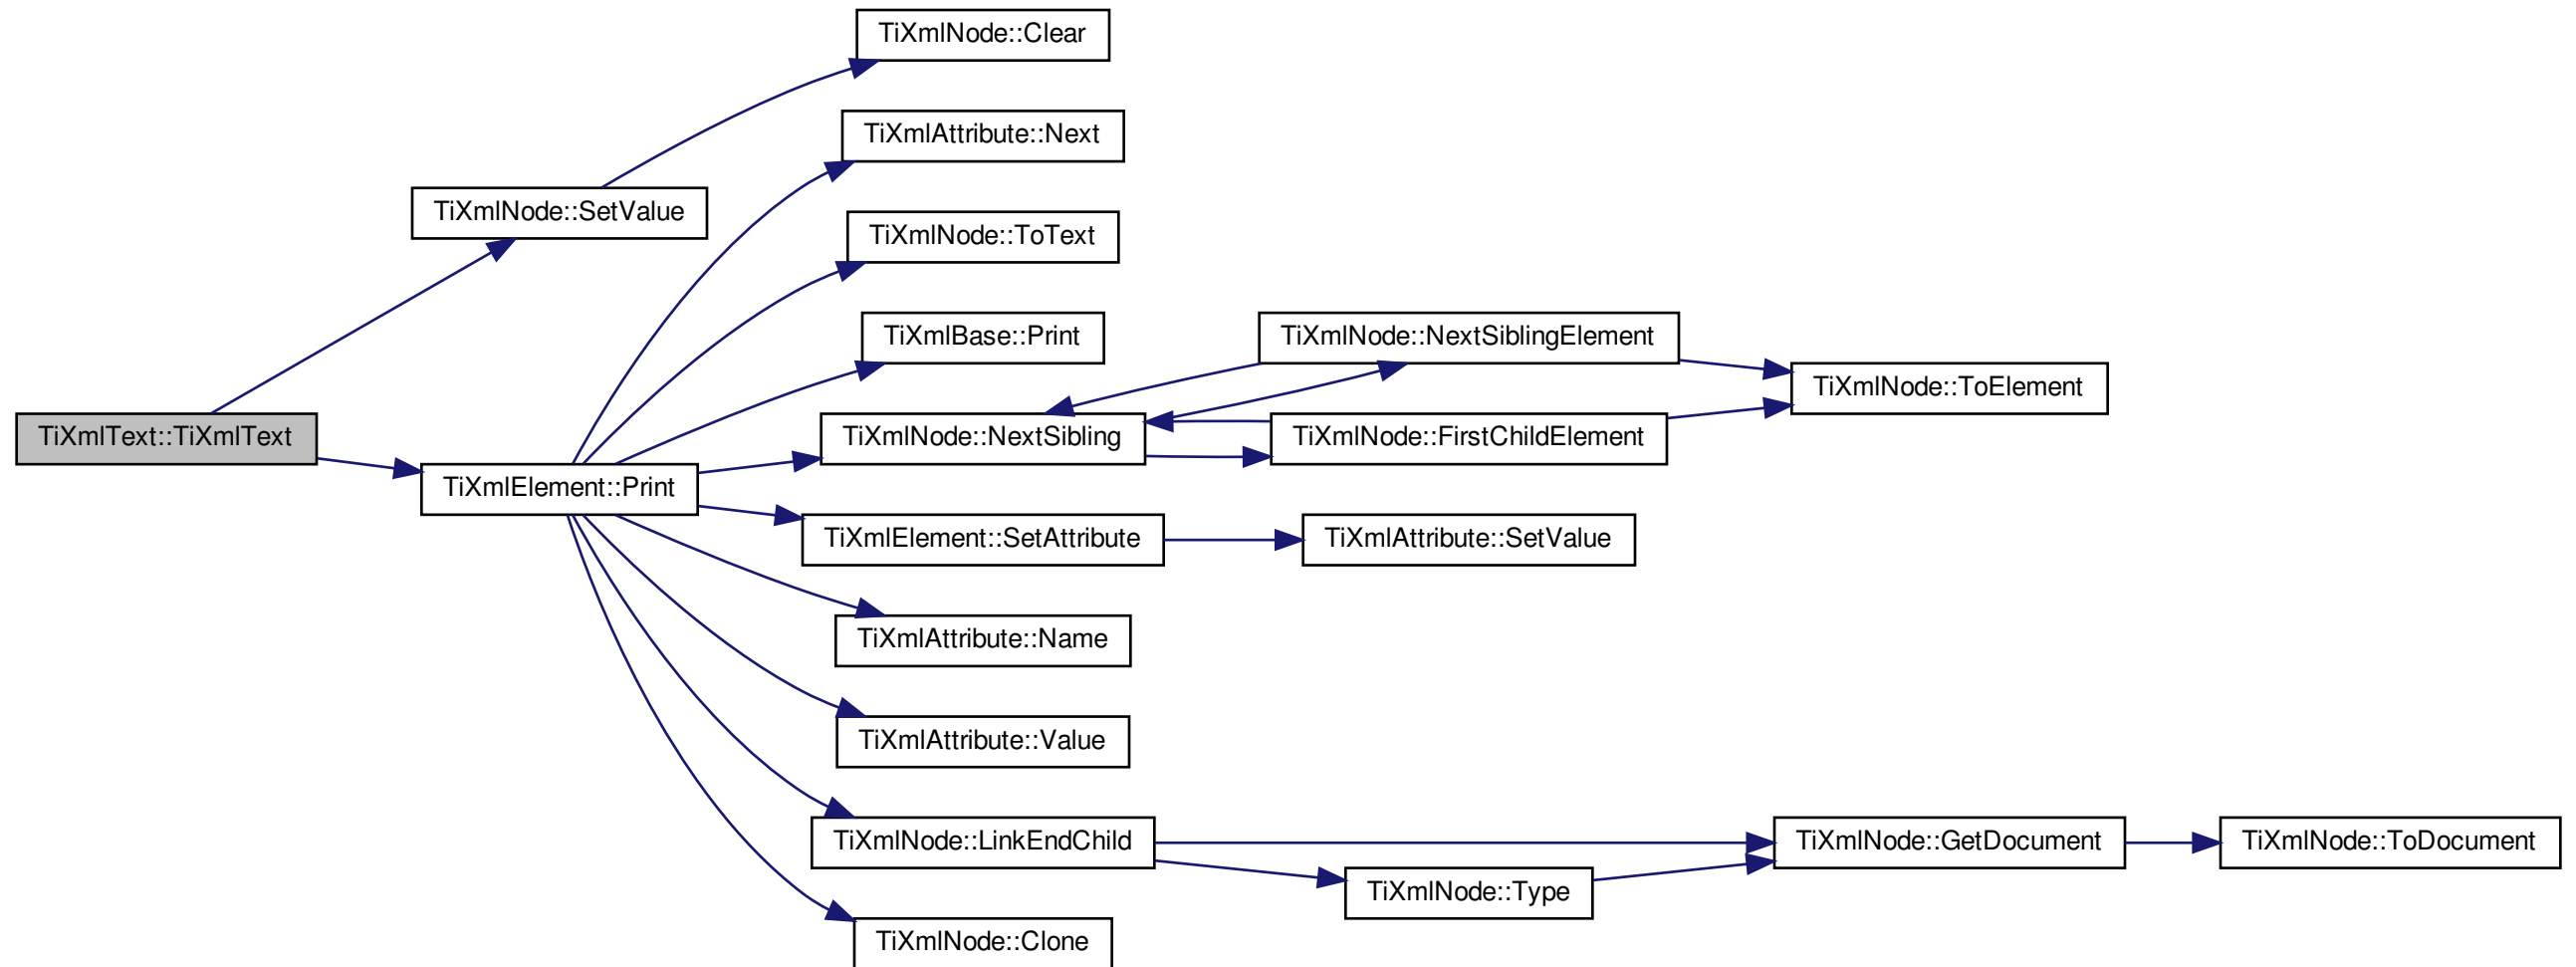 TiXmlNode::Clear
TiXmlAttribute::Next
TiXmlNode::SetValue
TiXmlNode::ToText
TiXmlBase::Print
TiXmlNode::NextSiblingElement
TiXmlNode::ToElement
TiXmlText::TiXmlText
TiXmlNode::NextSibling
TiXmlNode::FirstChildElement
TiXmlElement::Print
TiXmlElement::SetAttribute
TiXmlAttribute::SetValue
TiXmlAttribute::Name
TiXmlAttribute::Value
TiXmlNode::LinkEndChild
TiXmlNode::GetDocument
TiXmlNode::ToDocument
TiXmlNode::Type
TiXmlNode::Clone